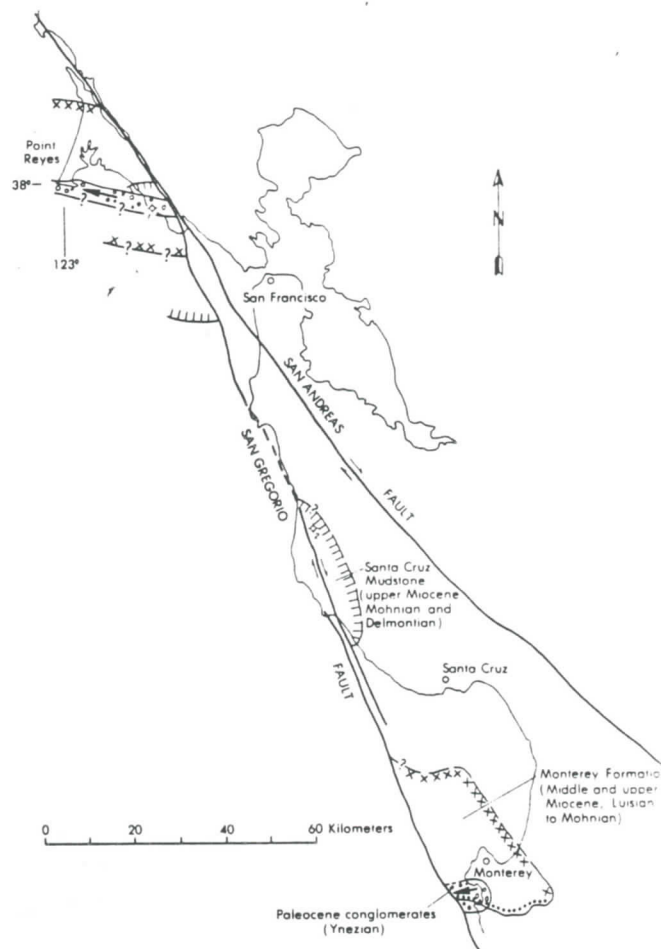 Point
Reyes
38°
123°
N
San Francisco
SAN ANDREAS
FAULT
SAN GREGORIO
FAULT
Santa Cruz
Mudstone
(upper Miocene
Mohnian and
Delmontian)
Santa Cruz
Monterey Formatio
(Middle and upper
Miocene, Luisian
to Mohnian)
0 20 40 60 Kilometers
Monterey
Paleocene conglomerates
(Ynezian)
? ? ? ? ? ? ? ?